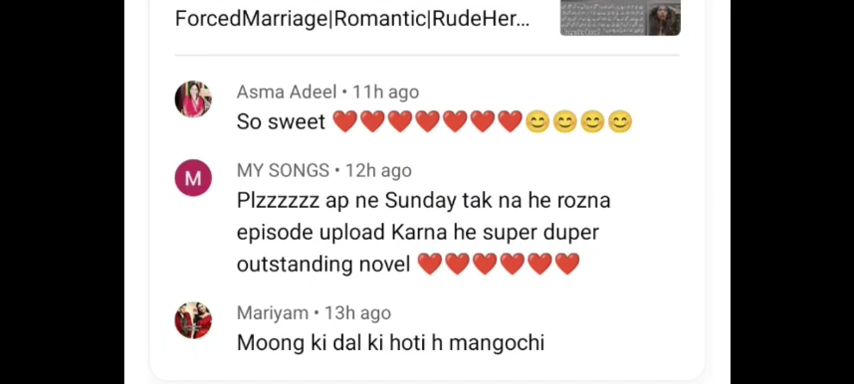 ForcedMarriage|Romantic|RudeHer...
Asma Adeel • 11h ago
So sweet ❤️❤️❤️❤️❤️❤️❤️😊😊😊😊
M
MY SONGS • 12h ago
Plzzzzzz ap ne Sunday tak na he rozna
episode upload Karna he super duper
outstanding novel ❤️❤️❤️❤️❤️❤️
Mariyam • 13h ago
Moong ki dal ki hoti h mangochi